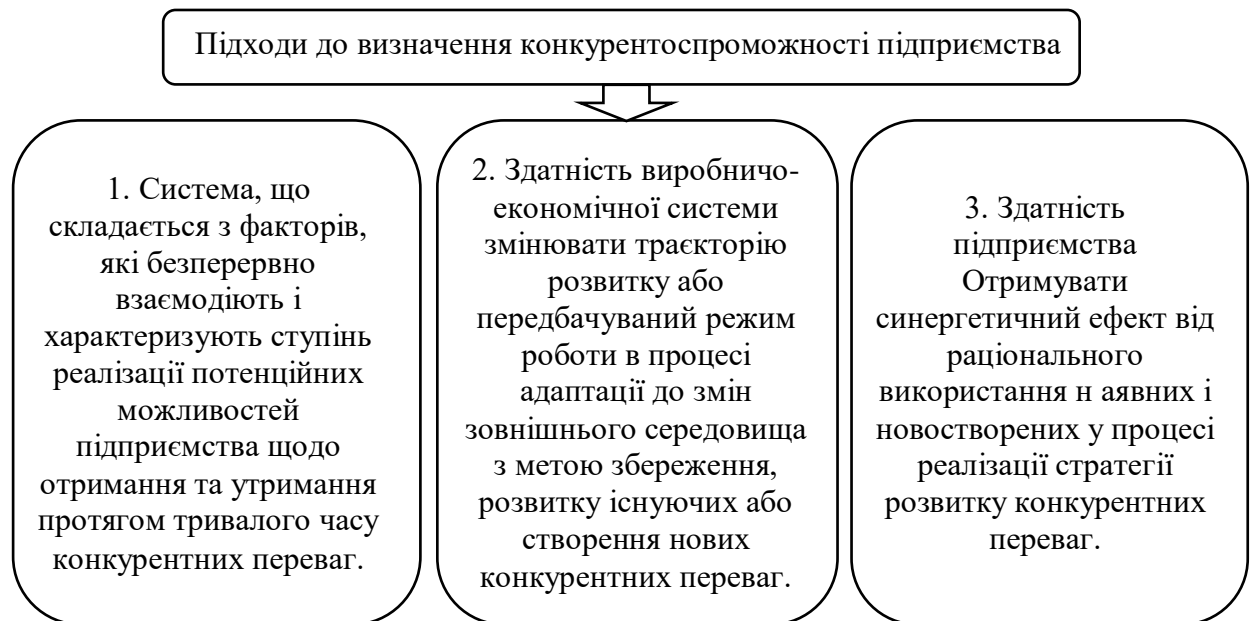 Підходи до визначення конкурентоспроможності підприємства
1. Система, що
складається з факторів,
які безперервно
взаємодіють і
характеризують ступінь
реалізації потенційних
можливостей
підприємства щодо
отримання та утримання
протягом тривалого часу
конкурентних переваг.
2. Здатність виробничо-
економічної системи
змінювати траєкторію
розвитку або
передбачуваний режим
роботи в процесі
адаптації до змін
зовнішнього середовища
з метою збереження,
розвитку існуючих або
створення нових
конкурентних переваг.
3. Здатність
підприємства
Отримувати
синергетичний ефект від
раціонального
використання н аявних і
новостворених у процесі
реалізації стратегії
розвитку конкурентних
переваг.